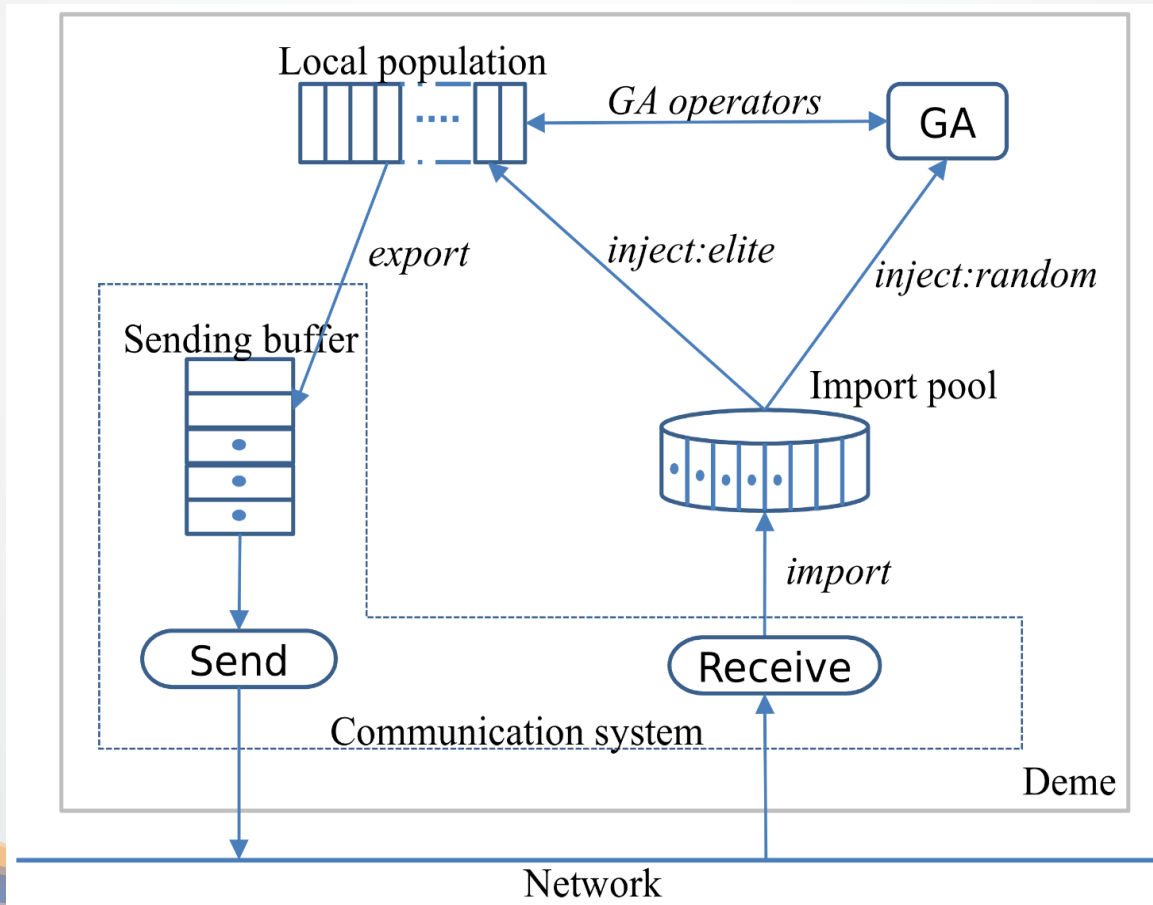 Local population
GA operators
GA
export
inject:elite
inject:random
Sending buffer
Import pool
import
Send
Receive
Communication system
Deme
Network